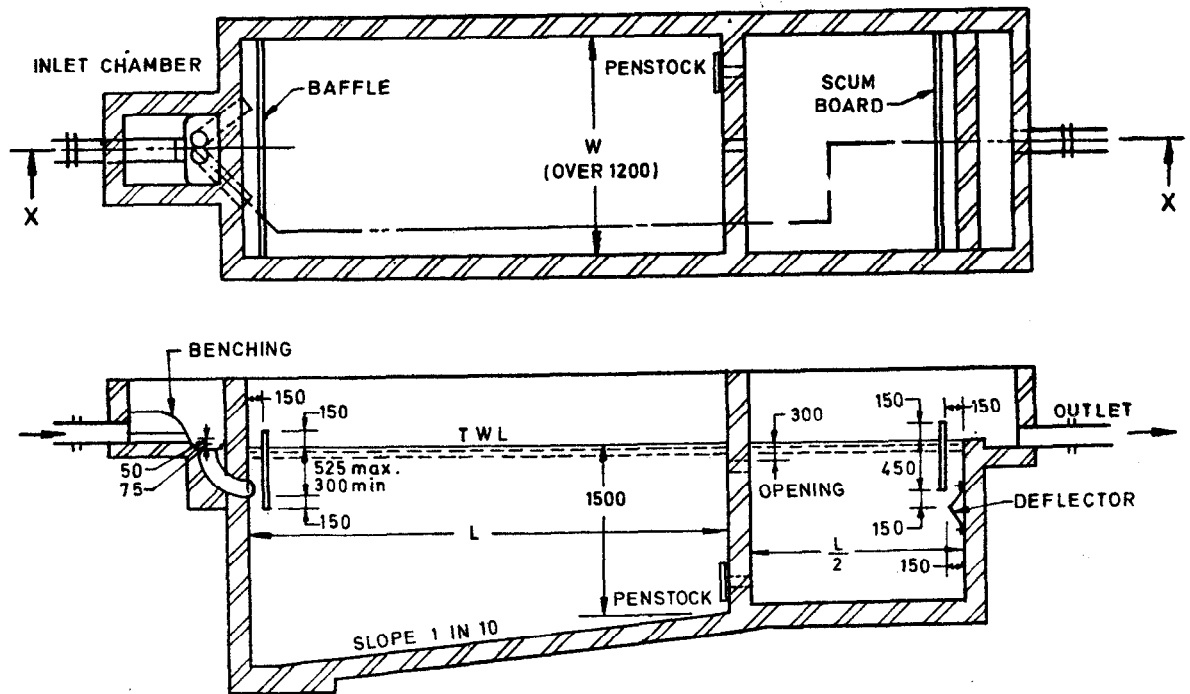 INLET CHAMBER
BAFFLE
PENSTOCK
SCUM
BOARD
W
(OVER 1200)
X
X
BENCHING
150
150
TWL
300
150
150
OUTLET
50
75
525 max.
300 min
1500
450
OPENING
DEFLECTOR
150
L
150
L
2
150
PENSTOCK
SLOPE 1 IN 10